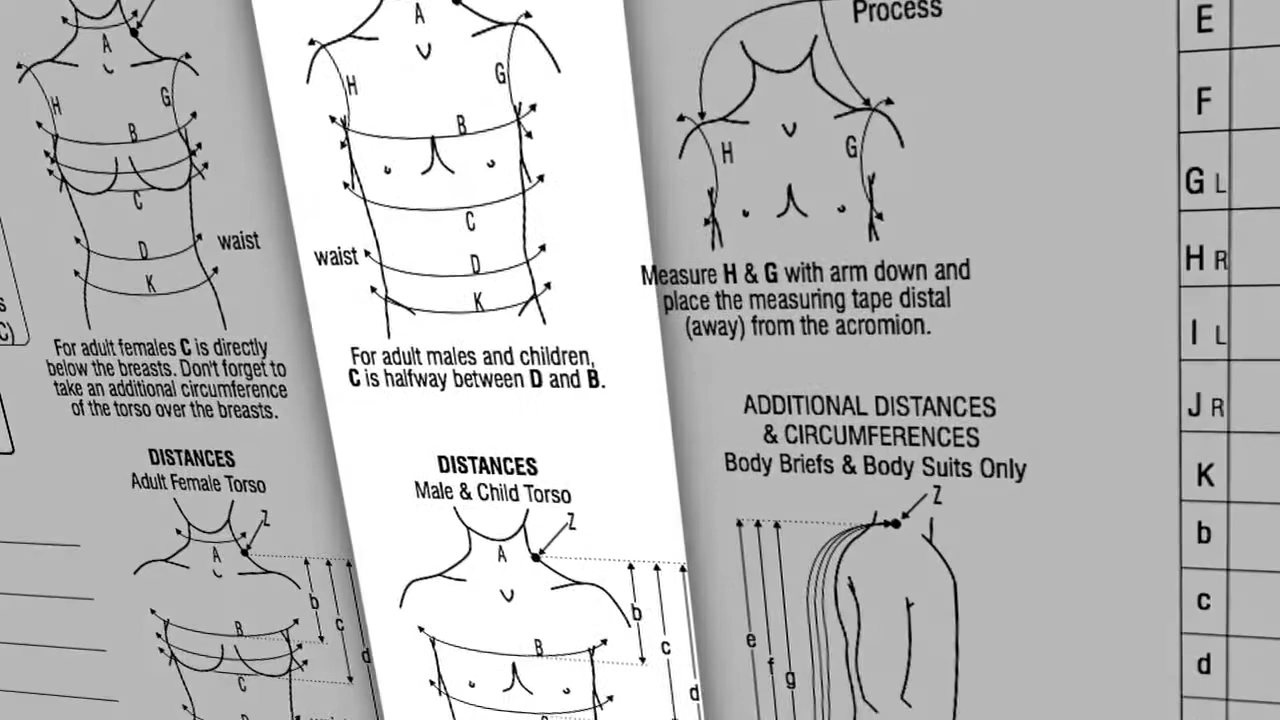 A
H
G
B
C
D
waist
K
For adult females C is directly
below the breasts. Don't forget to
take an additional circumference
of the torso over the breasts.
DISTANCES
Adult Female Torso
Z
A
b
c
d
B
C
A
H
G
B
C
waist
D
K
For adult males and children,
C is halfway between D and B.
DISTANCES
Male & Child Torso
Z
A
b
c
d
B
Process
H
G
Measure H & G with arm down and
place the measuring tape distal
(away) from the acromion.
ADDITIONAL DISTANCES
& CIRCUMFERENCES
Body Briefs & Body Suits Only
Z
e
f
g
E
F
G L
H R
I L
J R
K
b
c
d